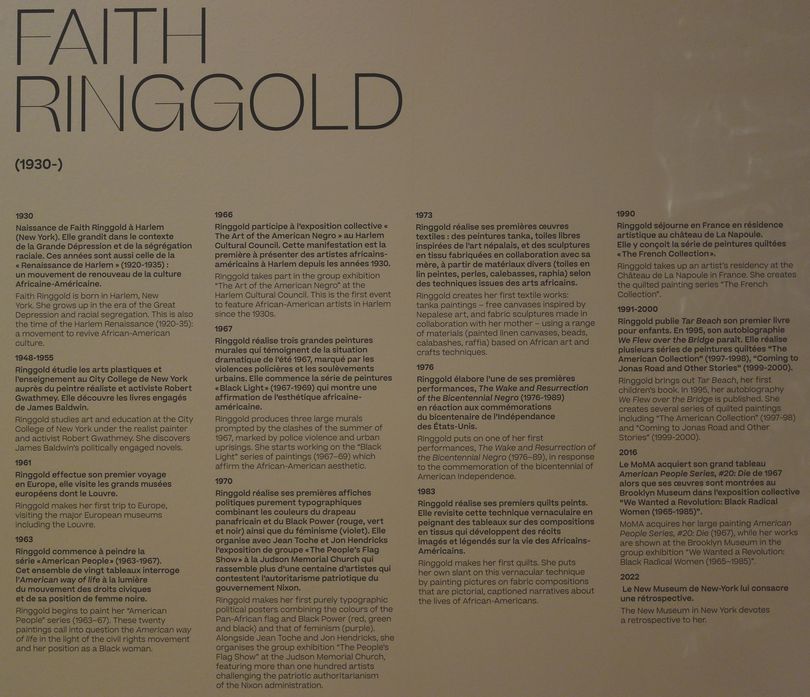 FAITH
RINGGOLD
(1930-)
1930
Naissance de Faith Ringgold à Harlem
(New York). Elle grandit dans le contexte
de la Grande Dépression et de la ségrégation
raciale. Ces années sont aussi celle de la
« Renaissance de Harlem » (1920-1935) :
un mouvement de renouveau de la culture
Africaine-Américaine.
Faith Ringgold is born in Harlem, New
York. She grows up in the era of the Great
Depression and racial segregation. This is also
the time of the Harlem Renaissance (1920-35):
a movement to revive African-American
culture.
1948-1955
Ringgold étudie les arts plastiques et
l'enseignement au City College de New York
auprès du peintre réaliste et activiste Robert
Gwathmey. Elle découvre les livres engagés
de James Baldwin.
Ringgold studies art and education at the City
College of New York under the realist painter
and activist Robert Gwathmey. She discovers
James Baldwin's politically engaged novels.
1961
Ringgold effectue son premier voyage
en Europe, elle visite les grands musées
européens dont le Louvre.
Ringgold makes her first trip to Europe,
visiting the major European museums
including the Louvre.
1963
Ringgold commence à peindre la
série « American People » (1963-1967).
Cet ensemble de vingt tableaux interroge
l'American way of life à la lumière
du mouvement des droits civiques
et de sa position de femme noire.
Ringgold begins to paint her "American
People" series (1963–67). These twenty
paintings call into question the American way
of life in the light of the civil rights movement
and her position as a Black woman.
1966
Ringgold participe à l'exposition collective «
The Art of the American Negro » au Harlem
Cultural Council. Cette manifestation est la
première à présenter des artistes africains-
américains à Harlem depuis les années 1930.
Ringgold takes part in the group exhibition
"The Art of the American Negro" at the
Harlem Cultural Council. This is the first event
to feature African-American artists in Harlem
since the 1930s.
1967
Ringgold réalise trois grandes peintures
murales qui témoignent de la situation
dramatique de l'été 1967, marqué par les
violences policières et les soulèvements
urbains. Elle commence la série de peintures
« Black Light » (1967-1969) qui montre une
affirmation de l'esthétique africaine-
américaine.
Ringgold produces three large murals
prompted by the clashes of the summer of
1967, marked by police violence and urban
uprisings. She starts working on the "Black
Light" series of paintings (1967–69) which
affirm the African-American aesthetic.
1970
Ringgold réalise ses premières affiches
politiques purement typographiques
combinant les couleurs du drapeau
panafricain et du Black Power (rouge, vert
et noir) ainsi que du féminisme (violet). Elle
organise avec Jean Toche et Jon Hendricks
l'exposition de groupe « The People's Flag
Show » à la Judson Memorial Church qui
rassemble plus d'une centaine d'artistes qui
contestent l'autoritarisme patriotique du
gouvernement Nixon.
Ringgold makes her first purely typographic
political posters combining the colours of the
Pan-African flag and Black Power (red, green
and black) and that of feminism (purple).
Alongside Jean Toche and Jon Hendricks, she
organises the group exhibition "The People's
Flag Show" at the Judson Memorial Church,
featuring more than one hundred artists
challenging the patriotic authoritarianism
of the Nixon administration.
1973
Ringgold réalise ses premières œuvres
textiles : des peintures tanka, toiles libres
inspirées de l'art népalais, et des sculptures
en tissu fabriquées en collaboration avec sa
mère, à partir de matériaux divers (toiles en
lin peintes, perles, calebasses, raphia) selon
des techniques issues des arts africains.
Ringgold creates her first textile works:
tanka paintings – free canvases inspired by
Nepalese art, and fabric sculptures made in
collaboration with her mother – using a range
of materials (painted linen canvases, beads,
calabashes, raffia) based on African art and
crafts techniques.
1976
Ringgold élabore l'une de ses premières
performances, The Wake and Resurrection
of the Bicentennial Negro (1976-1989)
en réaction aux commémorations
du bicentenaire de l'Indépendance
des États-Unis.
Ringgold puts on one of her first
performances, The Wake and Resurrection of
the Bicentennial Negro (1976–89), in response
to the commemoration of the bicentennial of
American Independence.
1983
Ringgold réalise ses premiers quilts peints.
Elle revisite cette technique vernaculaire en
peignant des tableaux sur des compositions
en tissus qui développent des récits
imagés et légendés sur la vie des Africains-
Américains.
Ringgold makes her first quilts. She puts
her own slant on this vernacular technique
by painting pictures on fabric compositions
that are pictorial, captioned narratives about
the lives of African-Americans.
1990
Ringgold séjourne en France en résidence
artistique au château de La Napoule.
Elle y conçoit la série de peintures quiltées
« The French Collection ».
Ringgold takes up an artist's residency at the
Château de La Napoule in France. She creates
the quilted painting series "The French
Collection".
1991-2000
Ringgold publie Tar Beach, son premier livre
pour enfants. En 1995, son autobiographie
We Flew over the Bridge paraît. Elle réalise
plusieurs séries de peintures quiltées "The
American Collection" (1997-1998), "Coming to
Jonas Road and Other Stories" (1999-2000).
Ringgold brings out Tar Beach, her first
children's book. In 1995, her autobiography
We Flew over the Bridge is published. She
creates several series of quilted paintings
including "The American Collection" (1997-98)
and "Coming to Jonas Road and Other
Stories" (1999-2000).
2016
Le MoMA acquiert son grand tableau
American People Series, #20: Die de 1967
alors que ses œuvres sont montrées au
Brooklyn Museum dans l'exposition collective
"We Wanted a Revolution: Black Radical
Women (1965-1985)".
MoMA acquires her large painting American
People Series, #20: Die (1967), while her works
are shown at the Brooklyn Museum in the
group exhibition "We Wanted a Revolution:
Black Radical Women (1965–1985)".
2022
Le New Museum de New-York lui consacre
une rétrospective.
The New Museum in New York devotes
a retrospective to her.